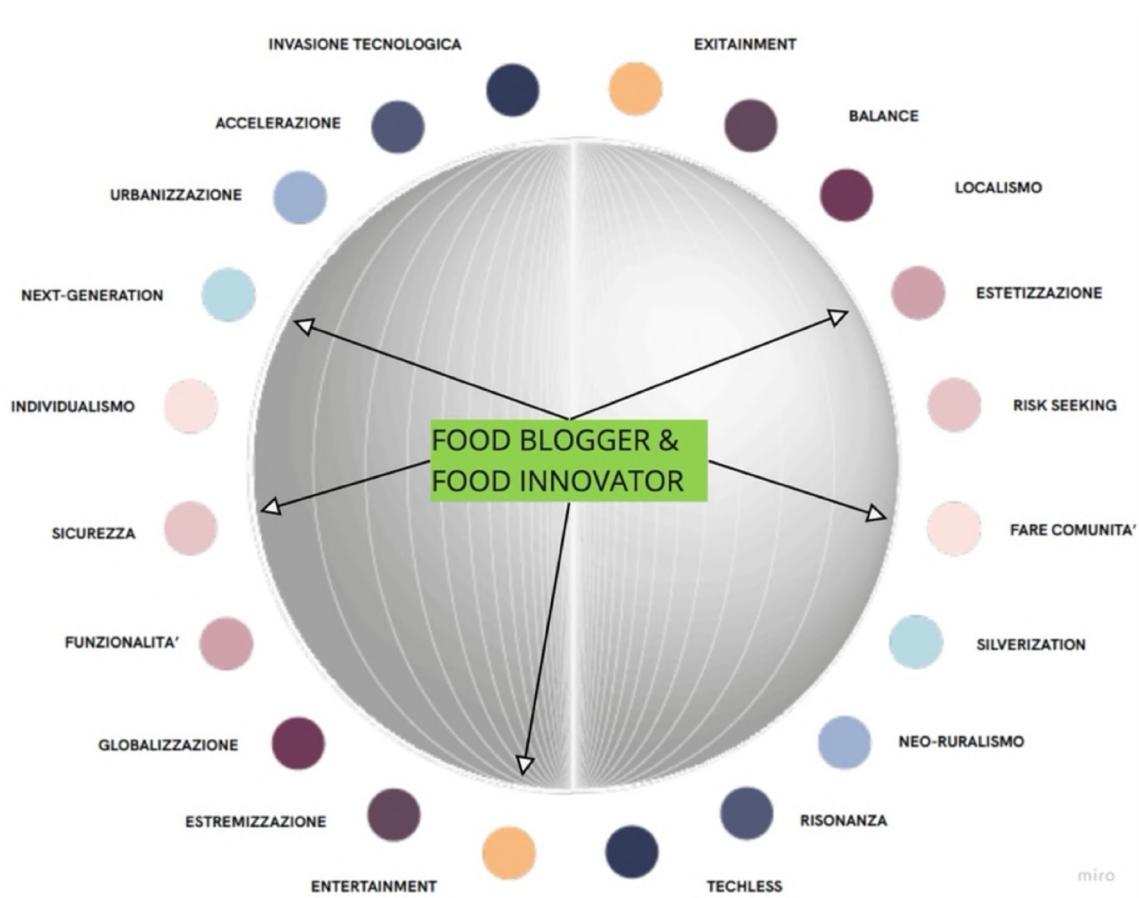 INVASIONE TECNOLOGICA
EXITAINMENT
ACCELERAZIONE
BALANCE
URBANIZZAZIONE
LOCALISMO
NEXT-GENERATION
ESTETIZZAZIONE
INDIVIDUALISMO
RISK SEEKING
FOOD BLOGGER &
FOOD INNOVATOR
SICUREZZA
FARE COMUNITA'
FUNZIONALITA'
SILVERIZATION
GLOBALIZZAZIONE
NEO-RURALISMO
ESTREMIZZAZIONE
RISONANZA
ENTERTAINMENT
TECHLESS
miro